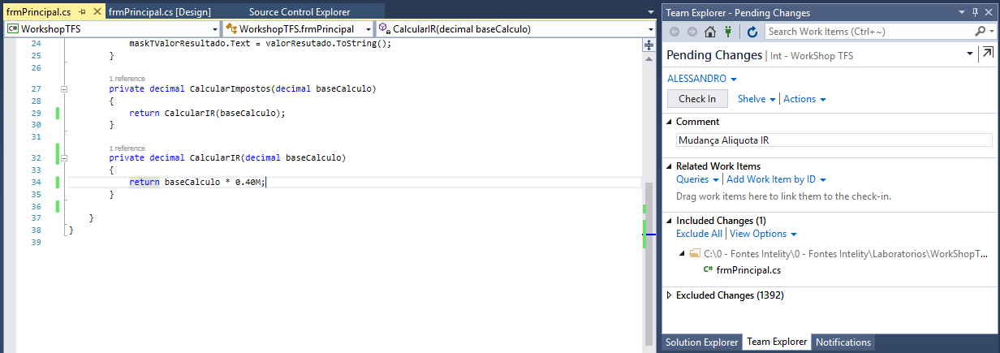 frmPrincipal.cs
frmPrincipal.cs [Design]
Source Control Explorer
C# WorkshopTFS
WorkshopTFS.frmPrincipal
CalcularIR(decimal baseCalculo)
24 maskTValorResultado.Text = valorResutado.ToString();
25 }
26
1 reference
27 private decimal CalcularImpostos(decimal baseCalculo)
28 {
29 return CalcularIR(baseCalculo);
30 }
31
1 reference
32 private decimal CalcularIR(decimal baseCalculo)
33 {
34 return baseCalculo * 0.40M;
35 }
36
37 }
38 }
39
Team Explorer - Pending Changes
Search Work Items (Ctrl+~)
Pending Changes | Int - WorkShop TFS
ALESSANDRO
Check In Shelve | Actions
Comment
Mudança Aliquota IR
Related Work Items
Queries | Add Work Item by ID
Drag work items here to link them to the check-in.
Included Changes (1)
Exclude All | View Options
C:\0 - Fontes Intelity\0 - Fontes Intelity\Laboratorios\WorkShopT...
C# frmPrincipal.cs
Excluded Changes (1392)
Solution Explorer Team Explorer Notifications